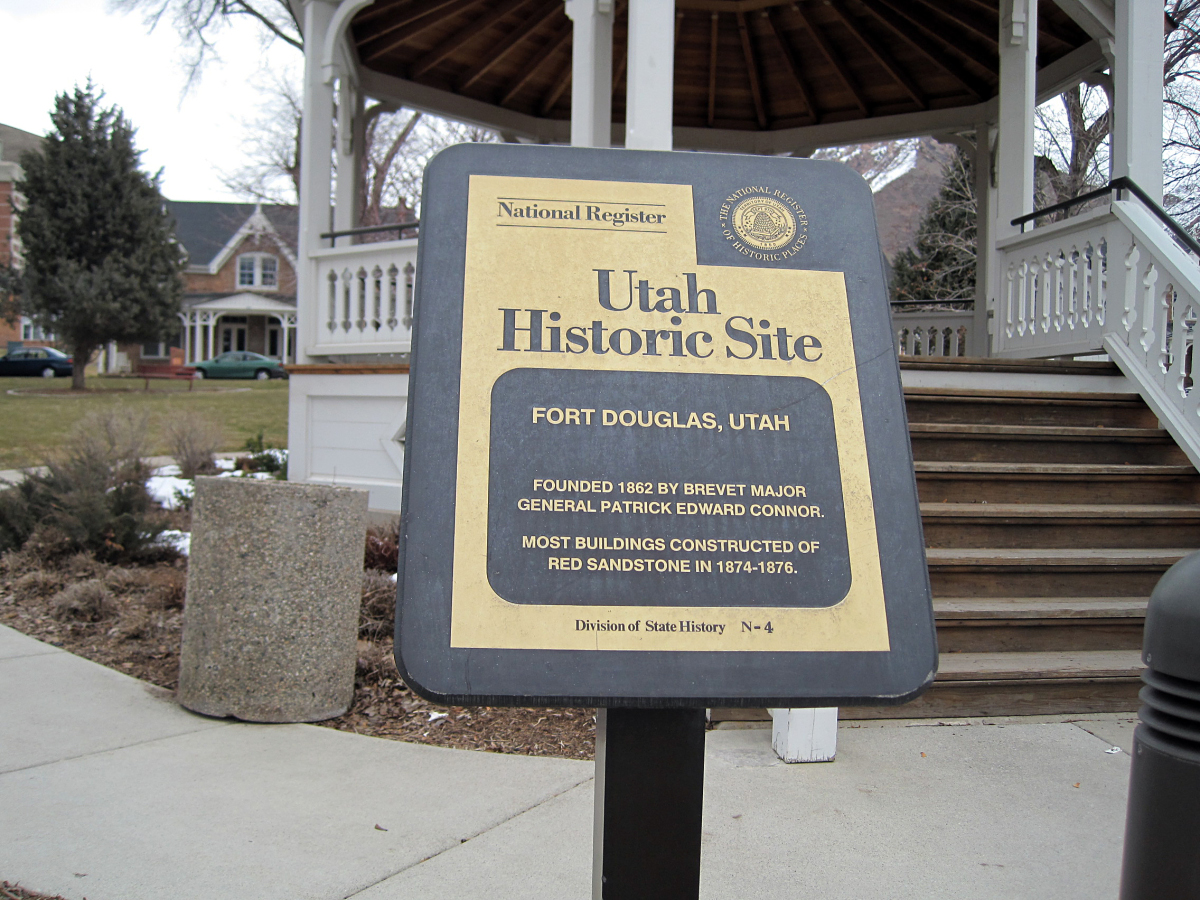 National Register
THE NATIONAL REGISTER
OF HISTORIC PLACES
Utah
Historic Site
FORT DOUGLAS, UTAH
FOUNDED 1862 BY BREVET MAJOR
GENERAL PATRICK EDWARD CONNOR.
MOST BUILDINGS CONSTRUCTED OF
RED SANDSTONE IN 1874-1876.
Division of State History N-4